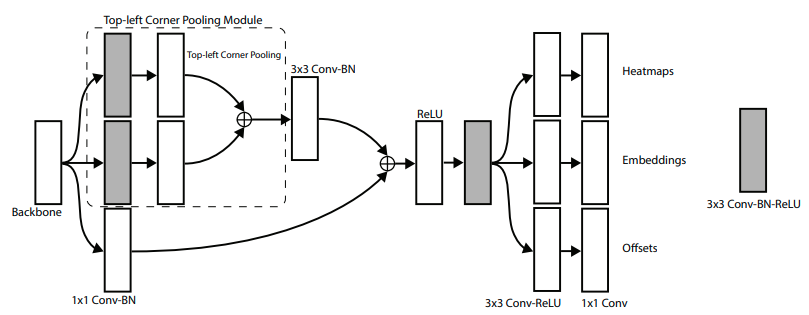 Top-left Corner Pooling Module
Top-left Corner Pooling
3x3 Conv-BN
ReLU
Heatmaps
Embeddings
Backbone
3x3 Conv-BN-ReLU
Offsets
1x1 Conv-BN
3x3 Conv-ReLU
1x1 Conv